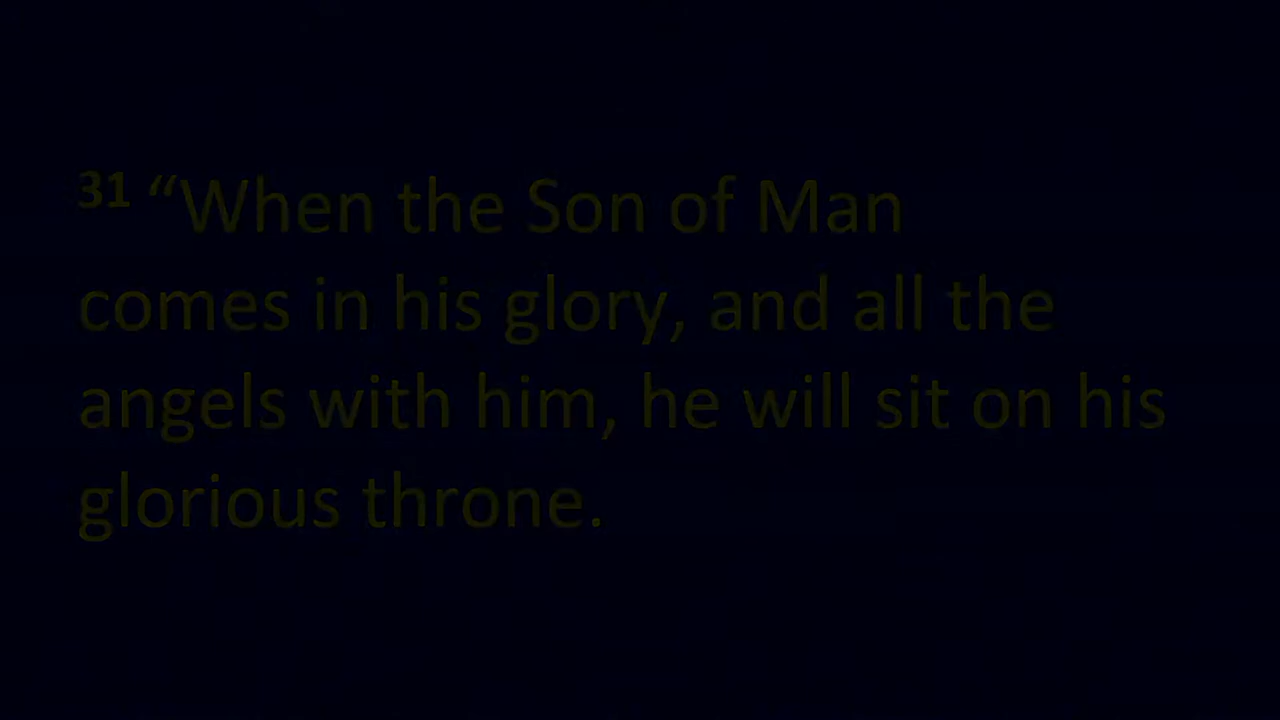 31 “When the Son of Man
comes in his glory, and all the
angels with him, he will sit on his
glorious throne.